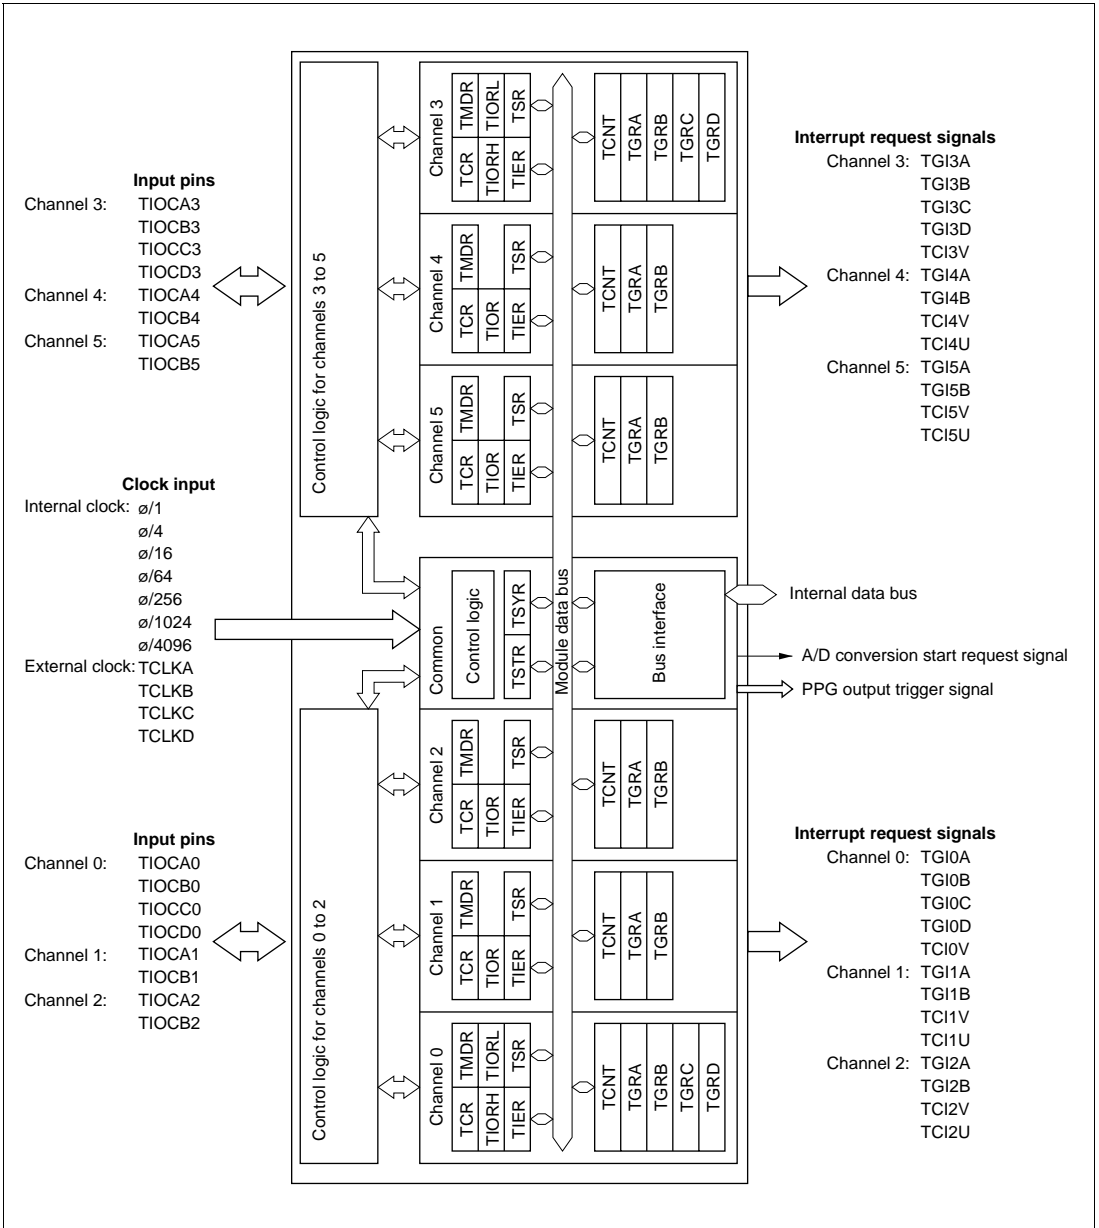 Input pins
Channel 3: TIOCA3
TIOCB3
TIOCC3
TIOCD3
Channel 4: TIOCA4
TIOCB4
Channel 5: TIOCA5
TIOCB5
Clock input
Internal clock: ø/1
ø/4
ø/16
ø/64
ø/256
ø/1024
ø/4096
External clock: TCLKA
TCLKB
TCLKC
TCLKD
Input pins
Channel 0: TIOCA0
TIOCB0
TIOCC0
TIOCD0
Channel 1: TIOCA1
TIOCB1
Channel 2: TIOCA2
TIOCB2
Control logic for channels 3 to 5
Control logic for channels 0 to 2
Channel 3
TCR TMDR
TIORH TIORL
TIER TSR
TCNT
TGRA
TGRB
TGRC
TGRD
Channel 4
TCR TMDR
TIOR
TIER TSR
TCNT
TGRA
TGRB
Channel 5
TCR TMDR
TIOR
TIER TSR
TCNT
TGRA
TGRB
Common
Control logic
TSTR TSYR
Module data bus
Bus interface
Channel 2
TCR TMDR
TIOR
TIER TSR
TCNT
TGRA
TGRB
Channel 1
TCR TMDR
TIOR
TIER TSR
TCNT
TGRA
TGRB
Channel 0
TCR TMDR
TIORH TIORL
TIER TSR
TCNT
TGRA
TGRB
TGRC
TGRD
Interrupt request signals
Channel 3: TGI3A
TGI3B
TGI3C
TGI3D
TCI3V
Channel 4: TGI4A
TGI4B
TCI4V
TCI4U
Channel 5: TGI5A
TGI5B
TCI5V
TCI5U
Internal data bus
A/D conversion start request signal
PPG output trigger signal
Interrupt request signals
Channel 0: TGI0A
TGI0B
TGI0C
TGI0D
TCI0V
Channel 1: TGI1A
TGI1B
TCI1V
TCI1U
Channel 2: TGI2A
TGI2B
TCI2V
TCI2U